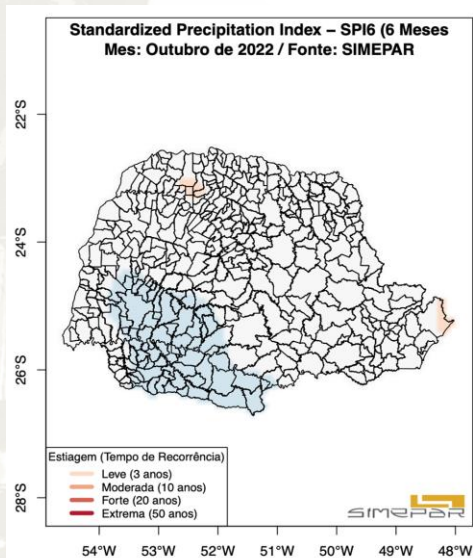 Standardized Precipitation Index – SPI6 (6 Meses
Mes: Outubro de 2022 / Fonte: SIMEPAR
22°S
24°S
26°S
28°S
Estiagem (Tempo de Recorrência)
Leve (3 anos)
Moderada (10 anos)
Forte (20 anos)
Extrema (50 anos)
SIMEPAR
54°W 53°W 52°W 51°W 50°W 49°W 48°W